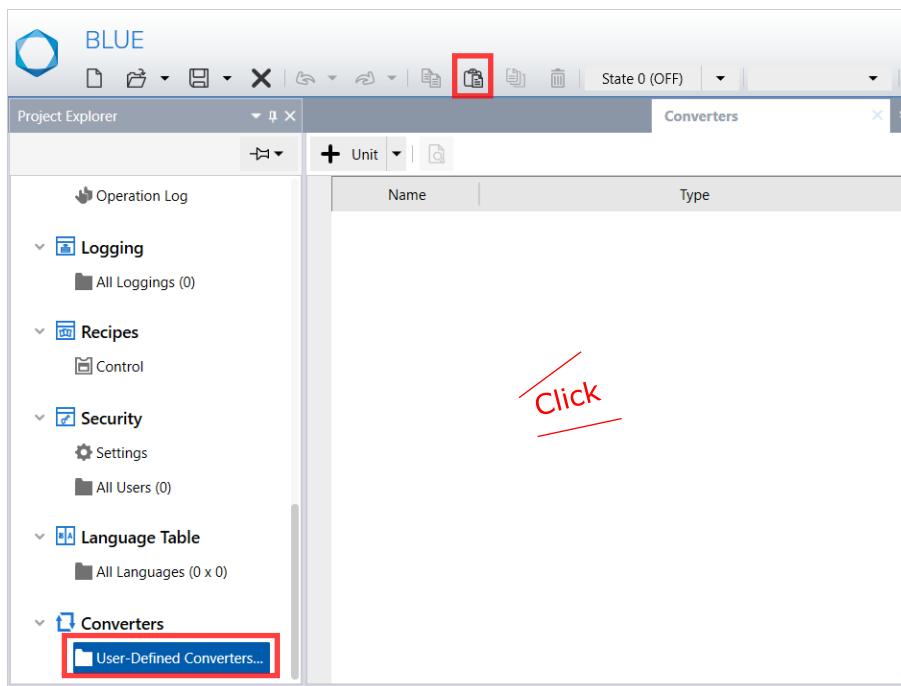 BLUE
State 0 (OFF)
Project Explorer
Converters
Unit
Name
Type
Operation Log
Logging
All Loggings (0)
Recipes
Control
Click
Security
Settings
All Users (0)
Language Table
All Languages (0 x 0)
Converters
User-Defined Converters...